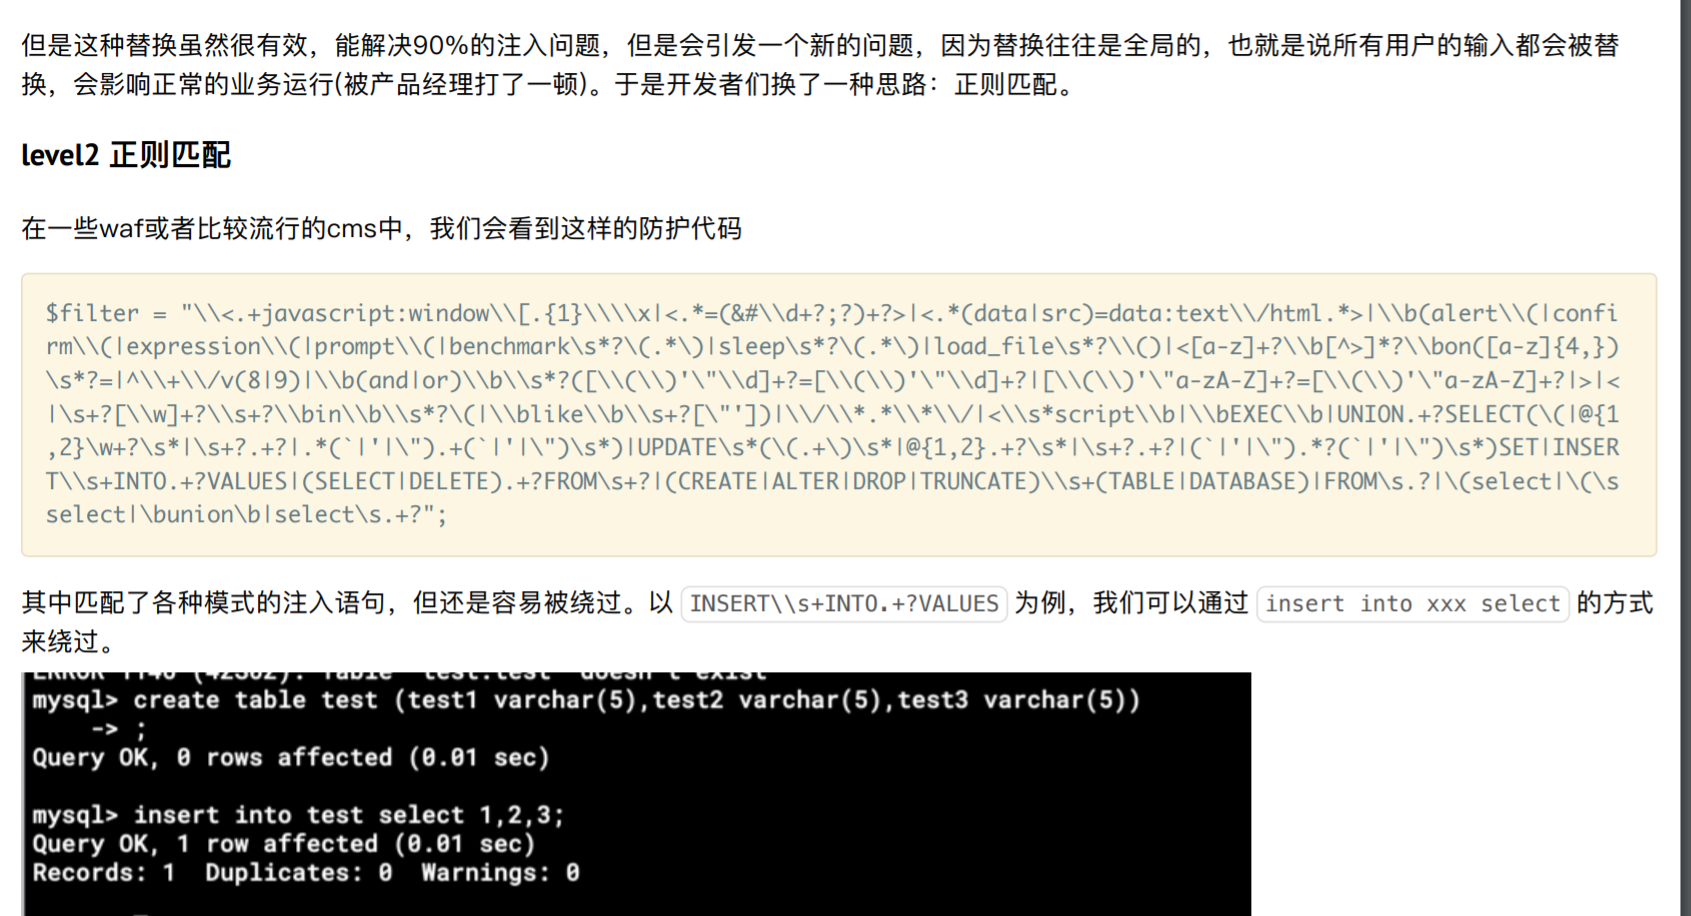 但是这种替换虽然很有效，能解决90%的注入问题，但是会引发一个新的问题，因为替换往往是全局的，也就是说所有用户的输入都会被替
换，会影响正常的业务运行(被产品经理打了一顿)。于是开发者们换了一种思路：正则匹配。
level2 正则匹配
在一些waf或者比较流行的cms中，我们会看到这样的防护代码
$filter = "\\<.+javascript:window\\[.{1}\\\\x|<.*=(&#\\d+?;?)+?>|<.*(data|src)=data:text\\/html.*>|\\b(alert\\(|confi
rm\\(|expression\\(|prompt\\(|benchmark\s*?\(.*\)|sleep\s*?\(.*\)|load_file\s*?\\()|<[a-z]+?\\b[^>]*?\\bon([a-z]{4,})
\s*?=|^\\+\\/v(8|9)|\\b(and|or)\\b\\s*?([\\(\\)'\"\\d]+?=[\\(\\)'\"\\d]+?|[\\(\\)'\"a-zA-Z]+?=[\\(\\)'\"a-zA-Z]+?|>|<
|\s+?[\\w]+?\\s+?\\bin\\b\\s*?\(|\\blike\\b\\s+?[\"'])|\\/\\*.*\\*\\/|<\\s*script\\b|\\bEXEC\\b|UNION.+?SELECT(\(|@{1
,2}\w+?\s*|\s+?.+?|.*(`|'|\").+(`|'|\")\s*)|UPDATE\s*(\(.+\)\s*|@{1,2}.+?\s*|\s+?.+?|(`|'|\").*?(`|'|\")\s*)SET|INSER
T\\s+INTO.+?VALUES|(SELECT|DELETE).+?FROM\s+?|(CREATE|ALTER|DROP|TRUNCATE)\\s+(TABLE|DATABASE)|FROM\s.?|\(select|\(\s
select|\bunion\b|select\s.+?";
其中匹配了各种模式的注入语句，但还是容易被绕过。以 INSERT\\s+INTO.+?VALUES 为例，我们可以通过 insert into xxx select 的方式
来绕过。
ERROR 1146 (42S02): Table 'test.test' doesn't exist
mysql> create table test (test1 varchar(5),test2 varchar(5),test3 varchar(5))
-> ;
Query OK, 0 rows affected (0.01 sec)
mysql> insert into test select 1,2,3;
Query OK, 1 row affected (0.01 sec)
Records: 1  Duplicates: 0  Warnings: 0